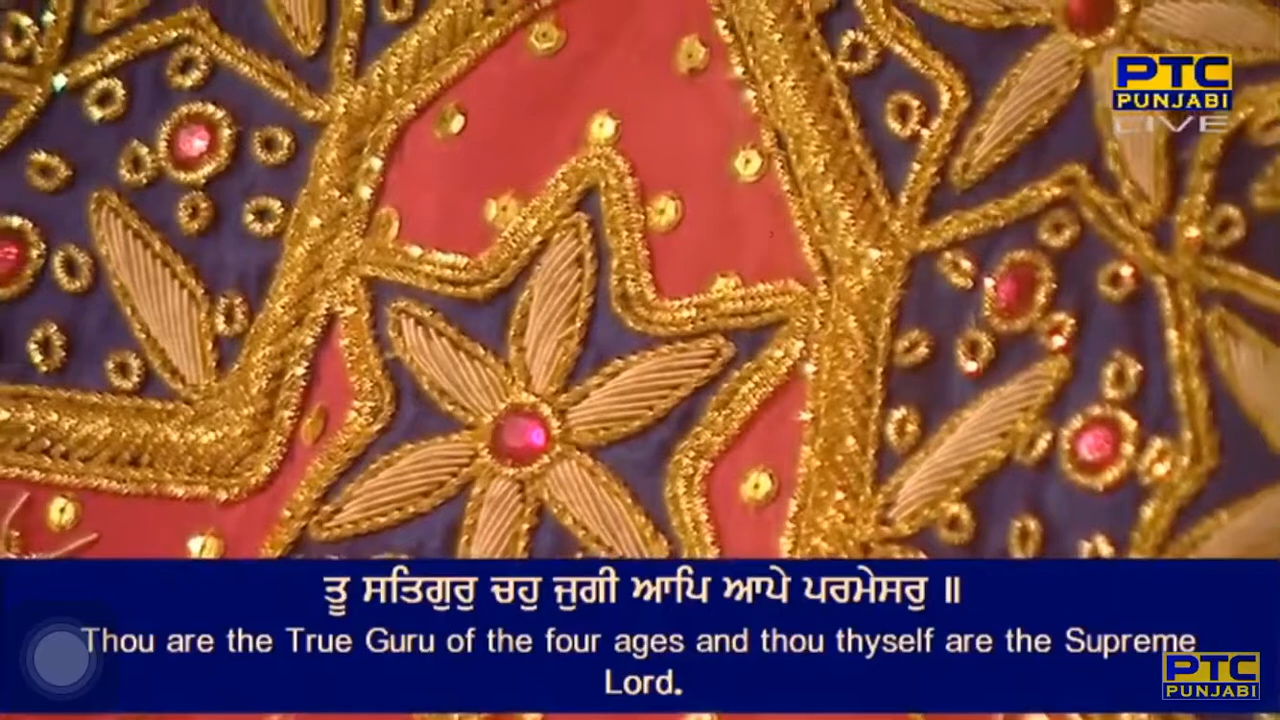 PTC
PUNJABI
LIVE
ਤੂ ਸਤਿਗੁਰੁ ਚਹੁ ਜੁਗੀ ਆਪਿ ਆਪੇ ਪਰਮੇਸਰੁ ॥
Thou are the True Guru of the four ages and thou thyself are the Supreme
Lord.
PTC
PUNJABI